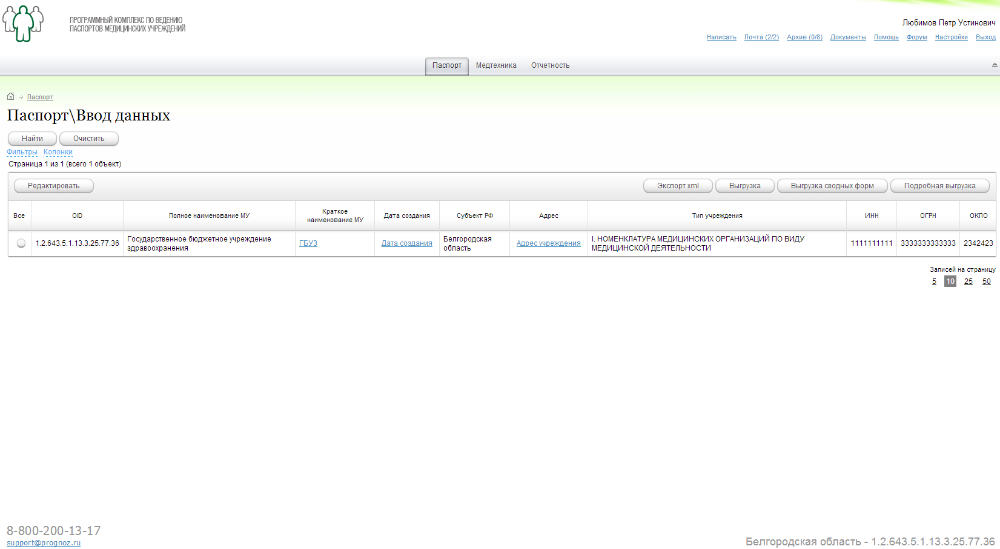 ПРОГРАММНЫЙ КОМПЛЕКС ПО ВЕДЕНИЮ
ПАСПОРТОВ МЕДИЦИНСКИХ УЧРЕЖДЕНИЙ
Любимов Петр Устинович
Написать Почта (2/2) Архив (0/8) Документы Помощь Форум Настройки Выход
Паспорт Медтехника Отчетность
Паспорт
Паспорт\Ввод данных
Найти Очистить
Фильтры Колонки
Страница 1 из 1 (всего 1 объект)
Редактировать Экспорт xml Выгрузка Выгрузка сводных форм Подробная выгрузка
Все OID Полное наименование МУ Краткое наименование МУ Дата создания Субъект РФ Адрес Тип учреждения ИНН ОГРН ОКПО
1.2.643.5.1.13.3.25.77.36 Государственное бюджетное учреждение здравоохранения ГБУЗ Дата создания Белгородская область Адрес учреждения I. НОМЕНКЛАТУРА МЕДИЦИНСКИХ ОРГАНИЗАЦИЙ ПО ВИДУ МЕДИЦИНСКОЙ ДЕЯТЕЛЬНОСТИ 1111111111 3333333333333 2342423
Записей на страницу
5 10 25 50
8-800-200-13-17
support@prognoz.ru
Белгородская область - 1.2.643.5.1.13.3.25.77.36